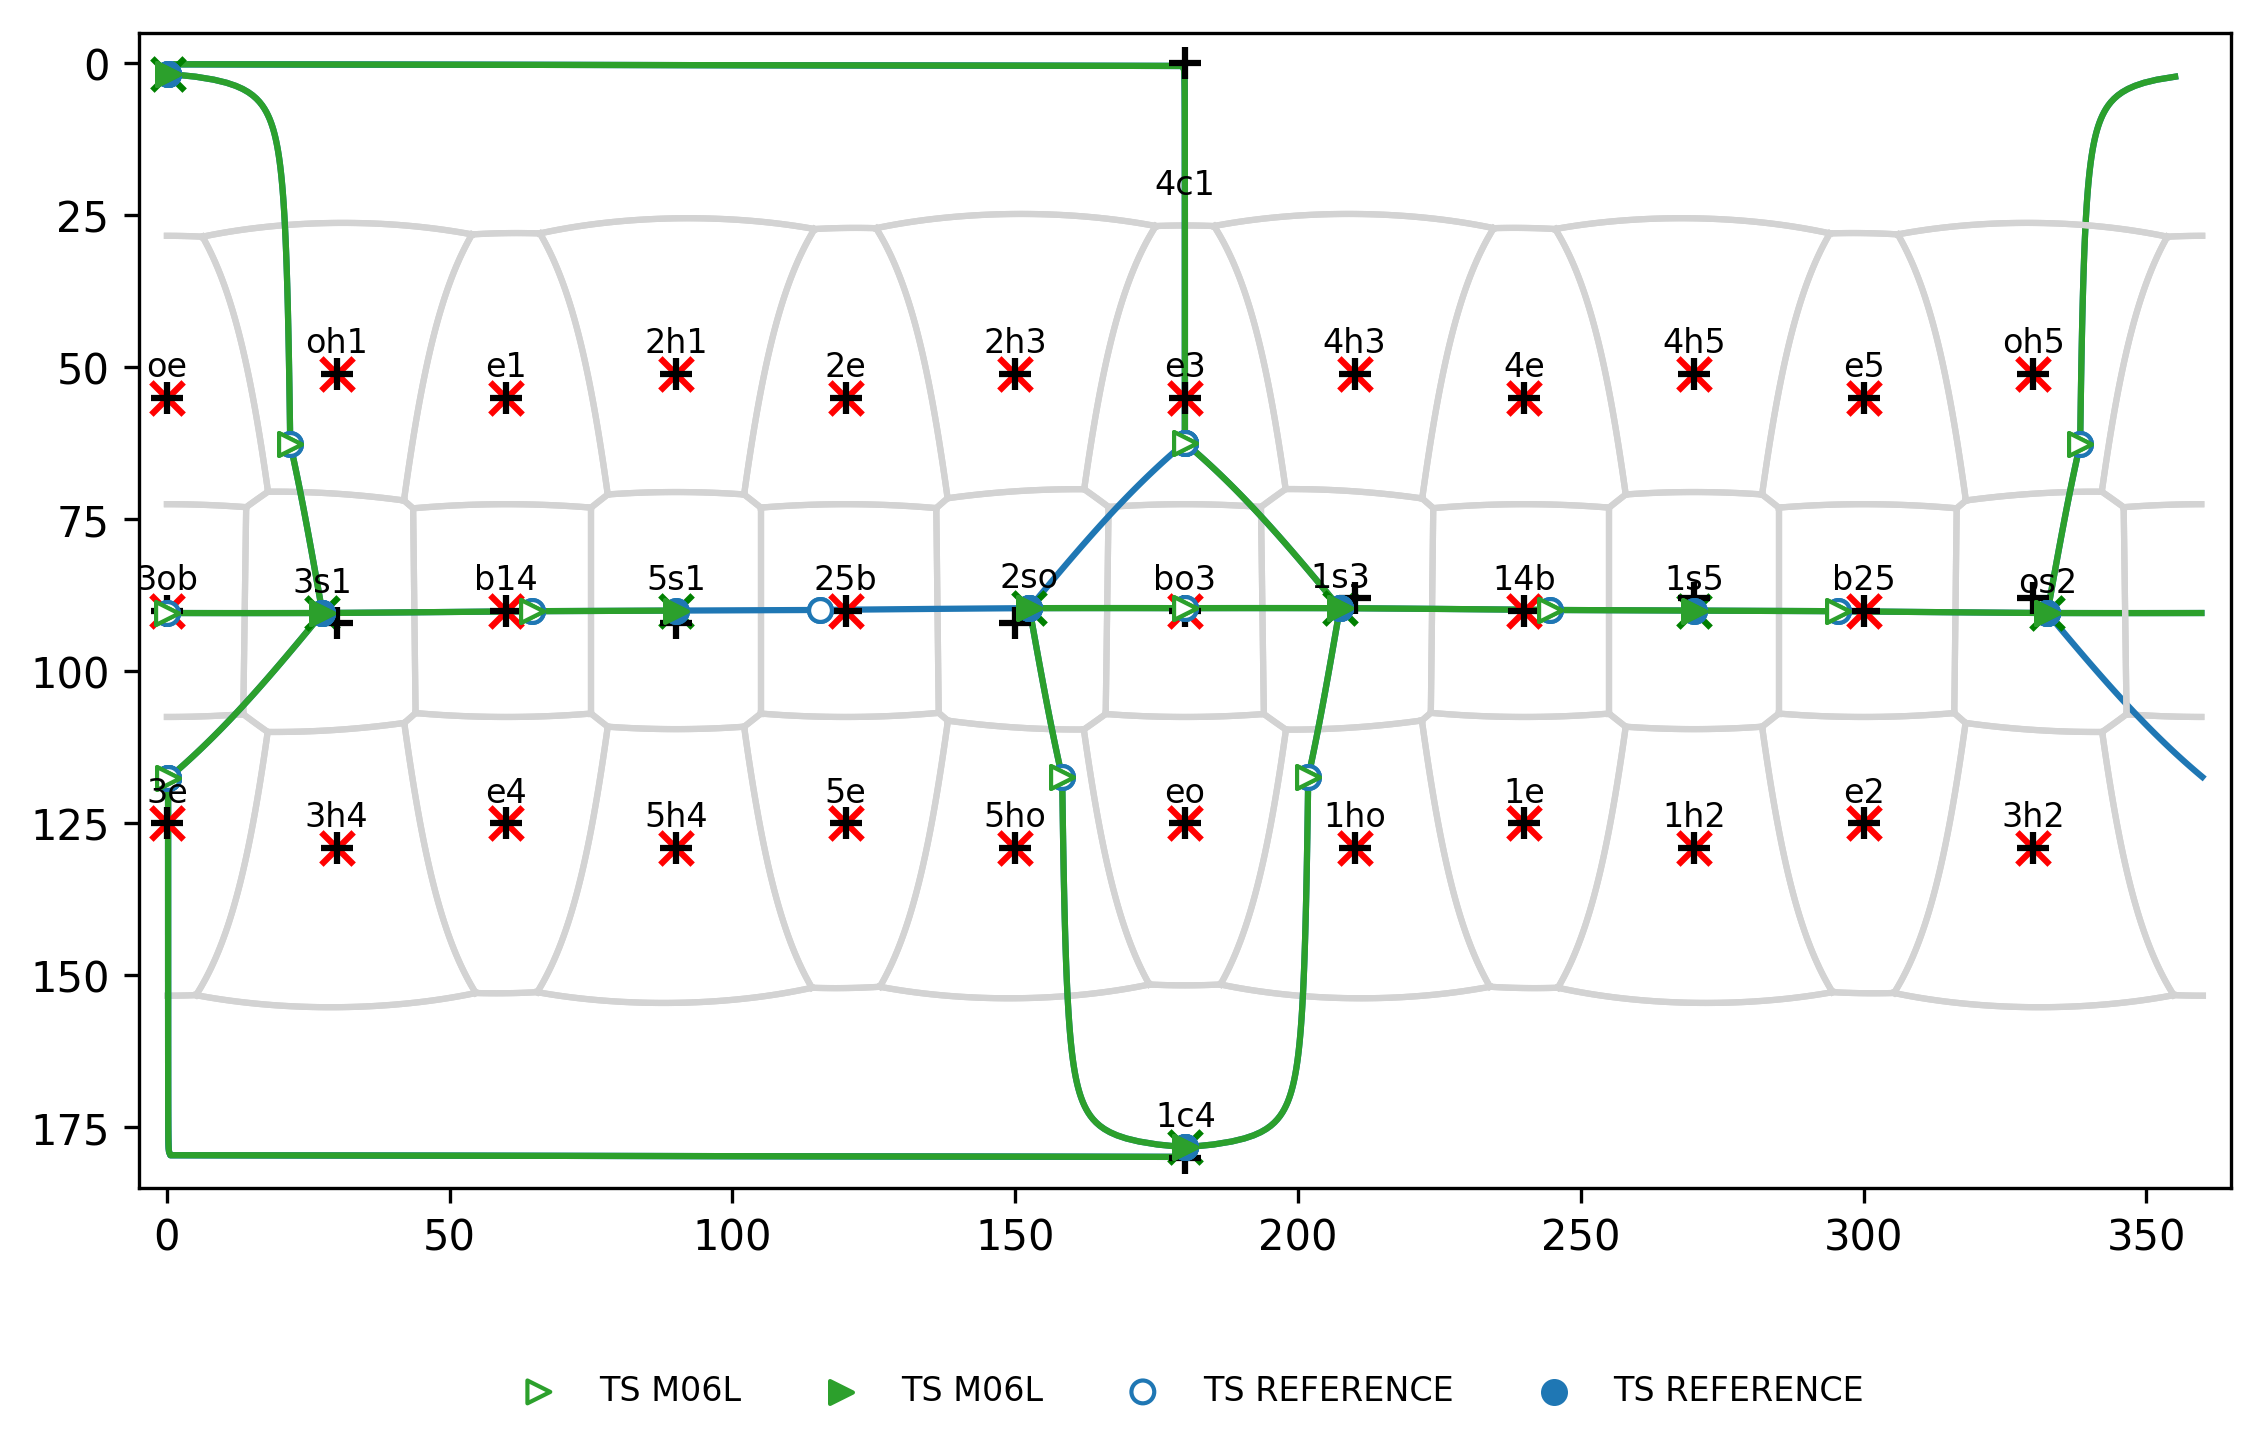 0
4c1
25
oh1 2h1 2h3 4h3 4h5 oh5
50 oe e1 2e e3 4e e5
75
3ob 3s1 b14 5s1 25b 2so bo3 1s3 14b 1s5 b25 os2
100
3e e4 5e eo 1e e2
125 3h4 5h4 5ho 1ho 1h2 3h2
150
175 1c4
0 50 100 150 200 250 300 350
TS M06L TS M06L TS REFERENCE TS REFERENCE